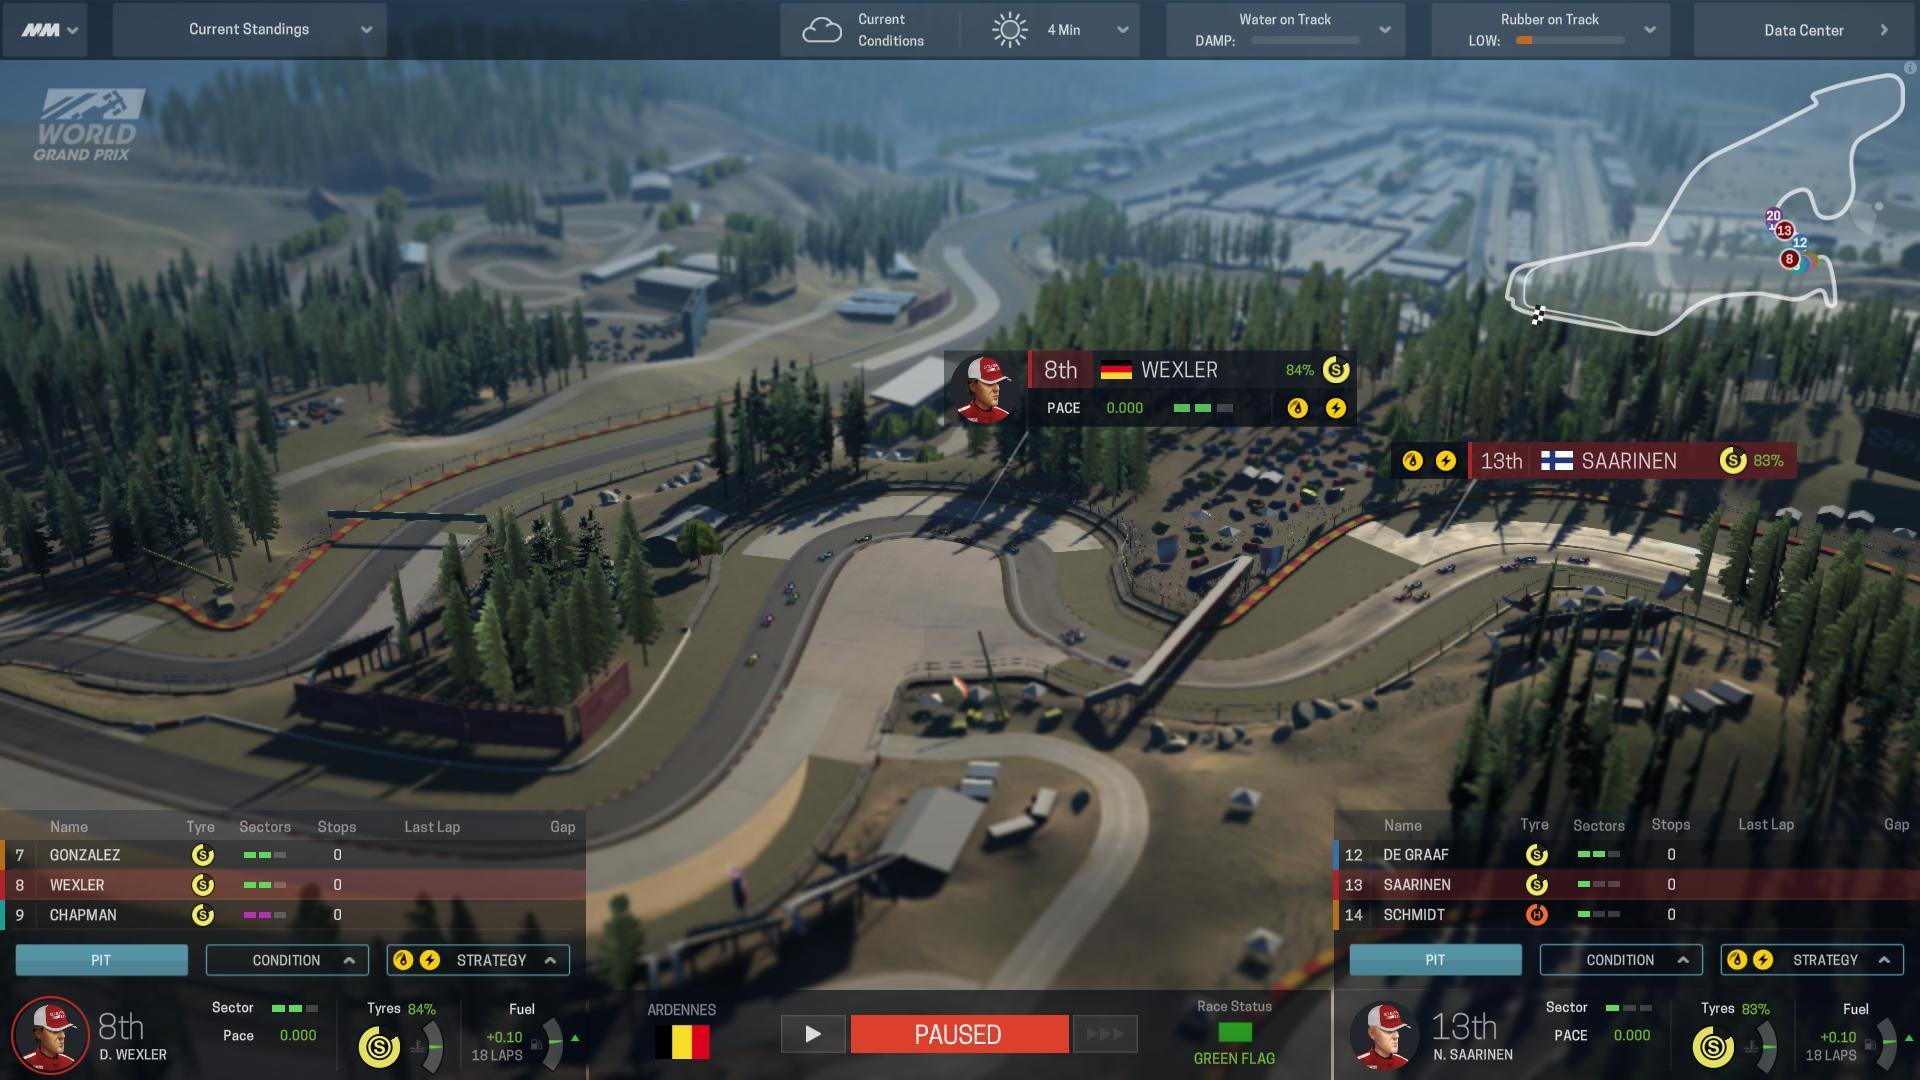 MM
Current Standings
Current Conditions
4 Min
Water on Track
DAMP:
Rubber on Track
LOW:
Data Center
WORLD
GRAND PRIX
20
13
12
8
8th WEXLER 84% S
PACE 0.000
13th SAARINEN S 83%
Name Tyre Sectors Stops Last Lap Gap
7 GONZALEZ S 0
8 WEXLER S 0
9 CHAPMAN S 0
PIT CONDITION STRATEGY
8th
D. WEXLER
Sector
Pace 0.000
Tyres 84%
S
Fuel
+0.10
18 LAPS
ARDENNES
PAUSED
Race Status
GREEN FLAG
Name Tyre Sectors Stops Last Lap Gap
12 DE GRAAF S 0
13 SAARINEN S 0
14 SCHMIDT H 0
PIT CONDITION STRATEGY
13th
N. SAARINEN
Sector
PACE 0.000
Tyres 83%
S
Fuel
+0.10
18 LAPS